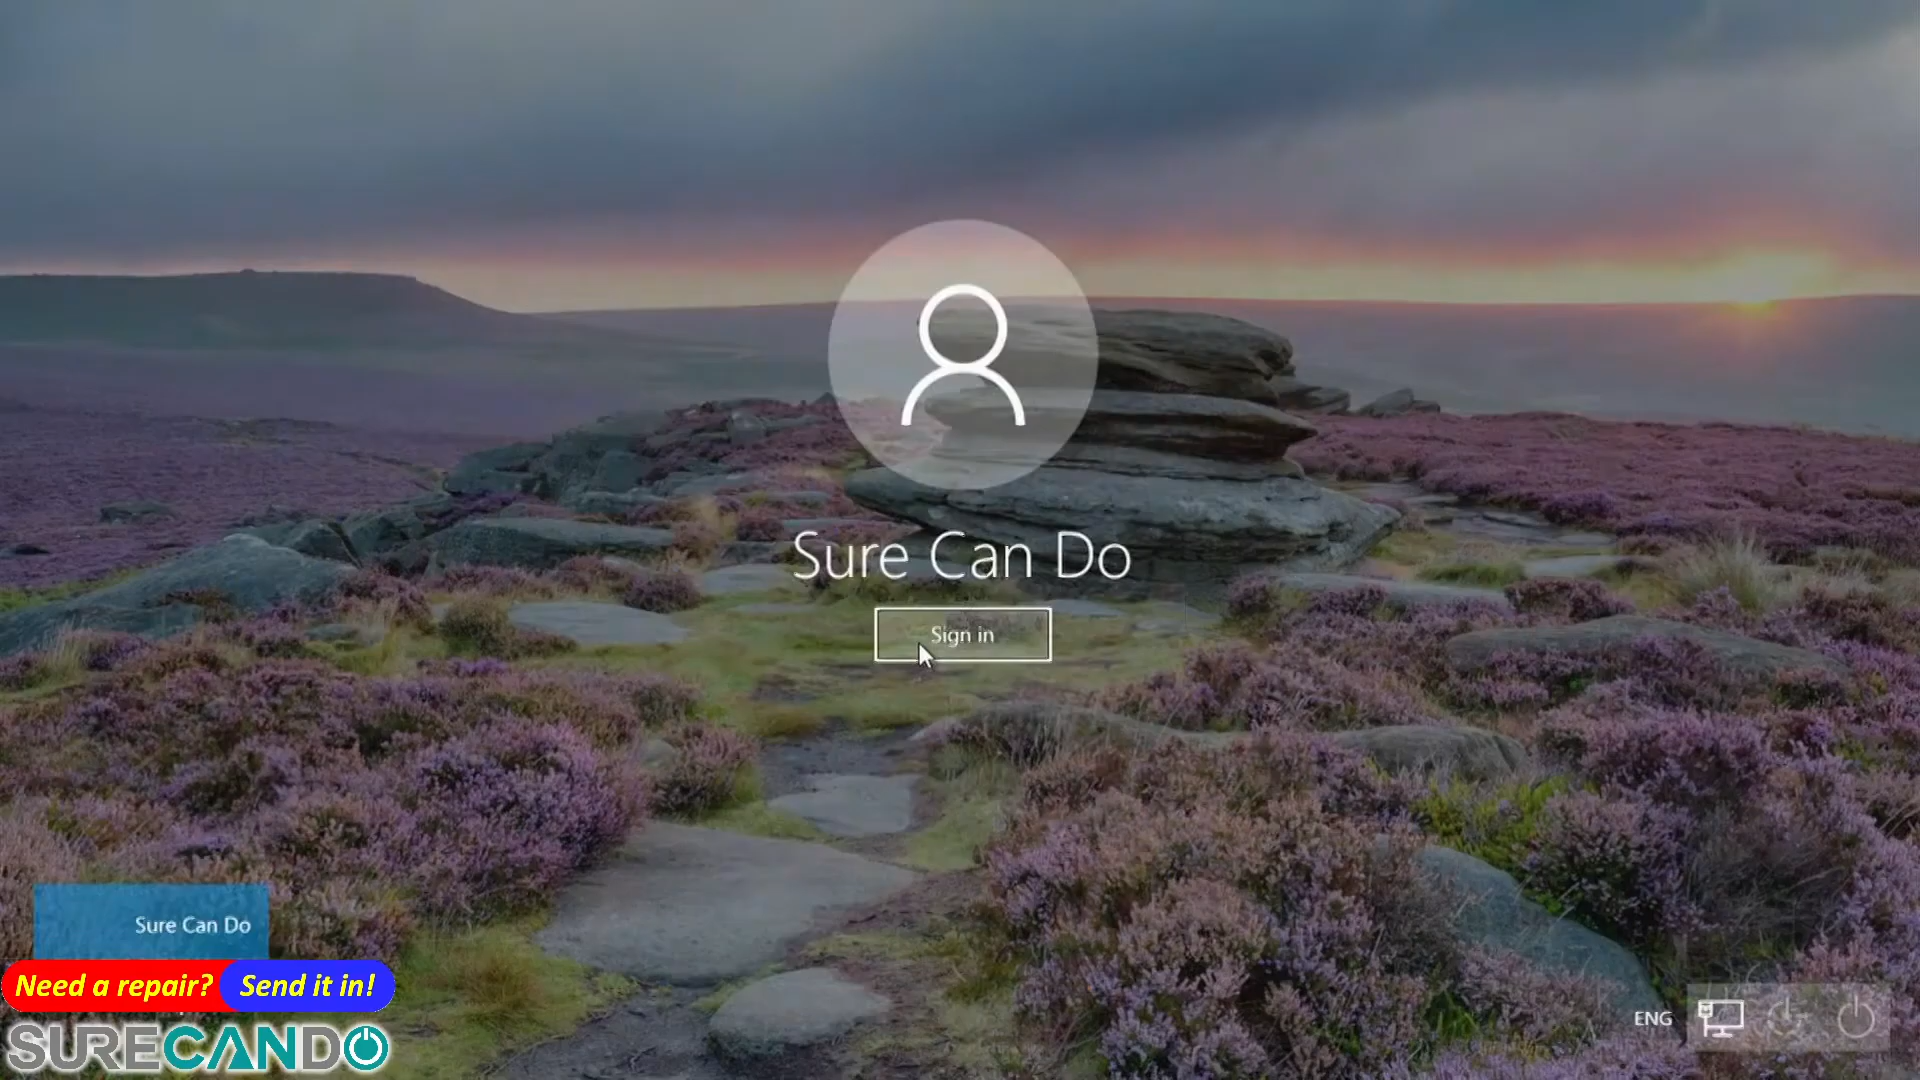 Sure Can Do
Sign in
Sure Can Do
Need a repair? Send it in!
SURECANDO
ENG